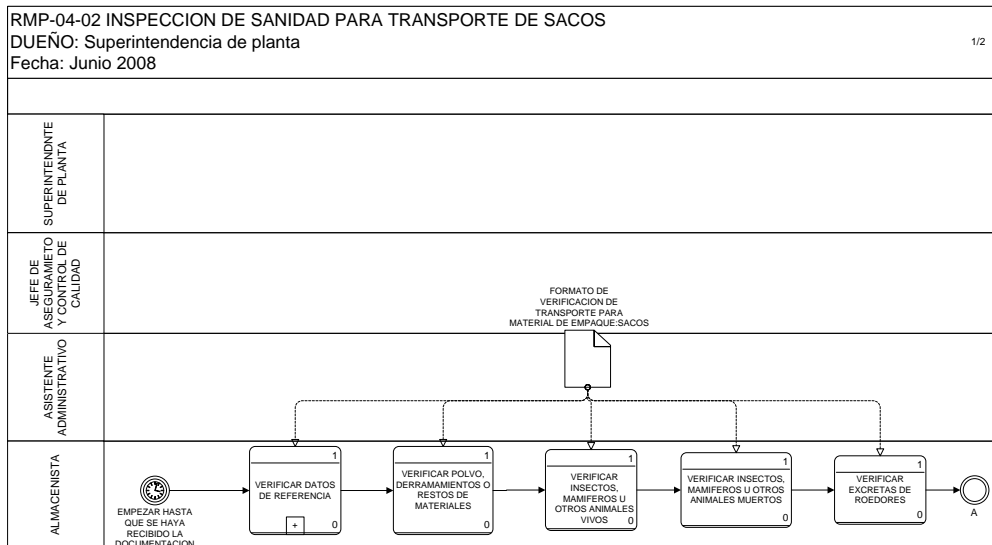 RMP-04-02 INSPECCION DE SANIDAD PARA TRANSPORTE DE SACOS
DUEÑO: Superintendencia de planta
1/2
Fecha: Junio 2008
SUPERINTENDNTE
DE PLANTA
JEFE DE
ASEGURAMIETO
Y CONTROL DE
CALIDAD
FORMATO DE
VERIFICACION DE
TRANSPORTE PARA
MATERIAL DE EMPAQUE:SACOS
ASISTENTE
ADMINISTRATIVO
ALMACENISTA
EMPEZAR HASTA
QUE SE HAYA
RECIBIDO LA
DOCUMENTACION
1
VERIFICAR DATOS
DE REFERENCIA
+
0
1
VERIFICAR POLVO,
DERRAMAMIENTOS O
RESTOS DE
MATERIALES
0
1
VERIFICAR
INSECTOS,
MAMIFEROS U
OTROS ANIMALES
VIVOS
0
1
VERIFICAR INSECTOS,
MAMIFEROS U OTROS
ANIMALES MUERTOS
0
1
VERIFICAR
EXCRETAS DE
ROEDORES
0
A